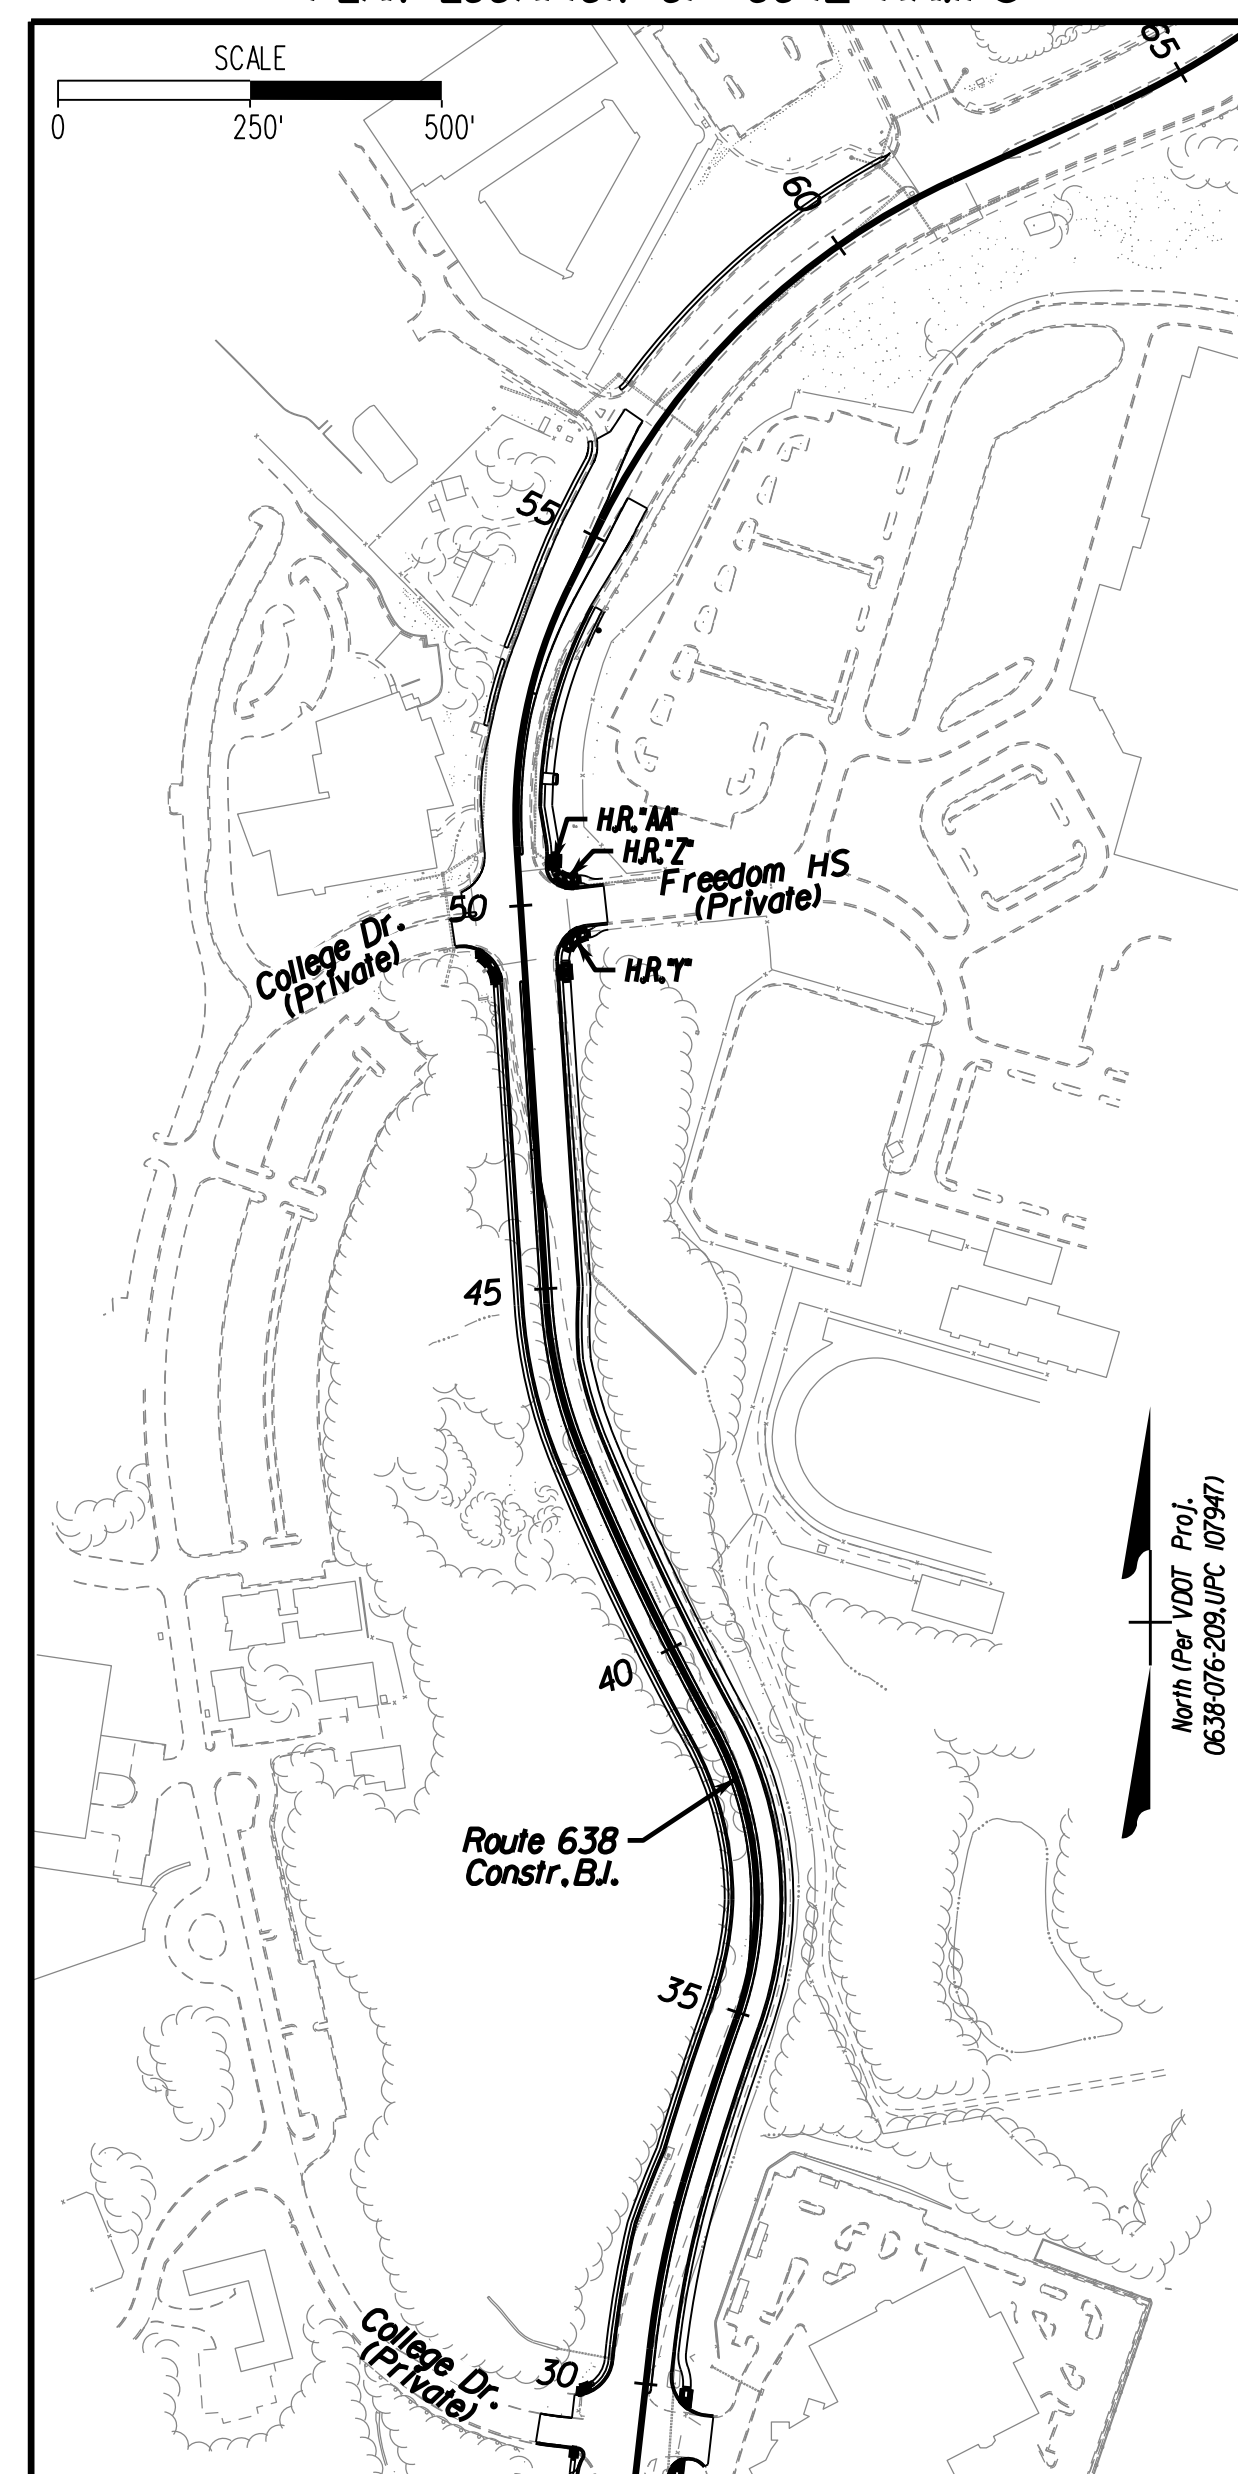 SCALE
0 250' 500'
65
60
55
H.R. "AA"
H.R. "Z"
Freedom HS
(Private)
50
College Dr.
(Private)
H.R. "Y"
45
North (Per VDOT Proj.
0638-076-209, UPC 107947)
40
Route 638
Constr. B.l.
35
College Dr.
(Private)
30